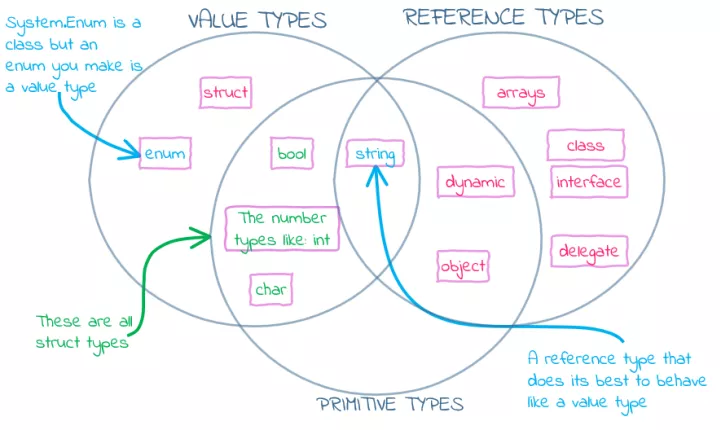 System.Enum is a
class but an
enum you make is
a value type
VALUE TYPES
REFERENCE TYPES
struct
arrays
enum
bool
string
class
dynamic
interface
The number
types like: int
object
delegate
char
These are all
struct types
A reference type that
does its best to behave
like a value type
PRIMITIVE TYPES